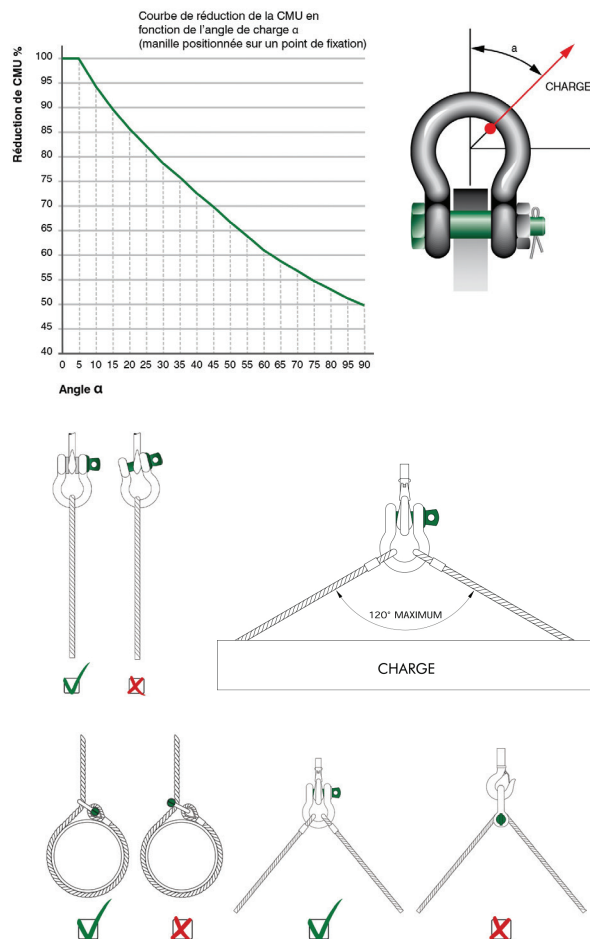 Courbe de réduction de la CMU en
fonction de l'angle de charge α
(manille positionnée sur un point de fixation)
Réduction de CMU %
100
95
90
85
80
75
70
65
60
55
50
45
40
0 5 10 15 20 25 30 35 40 45 50 55 60 65 70 75 80 95 90
Angle α
a
CHARGE
120° MAXIMUM
CHARGE